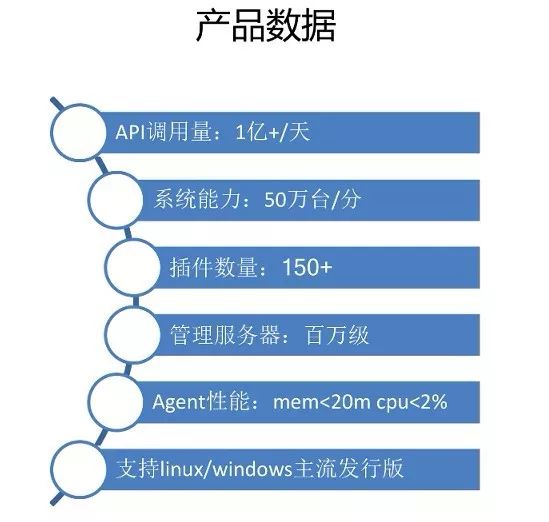 产品数据
API调用量：1亿+/天
系统能力：50万台/分
插件数量：150+
管理服务器：百万级
Agent性能：mem<20m cpu<2%
支持linux/windows主流发行版